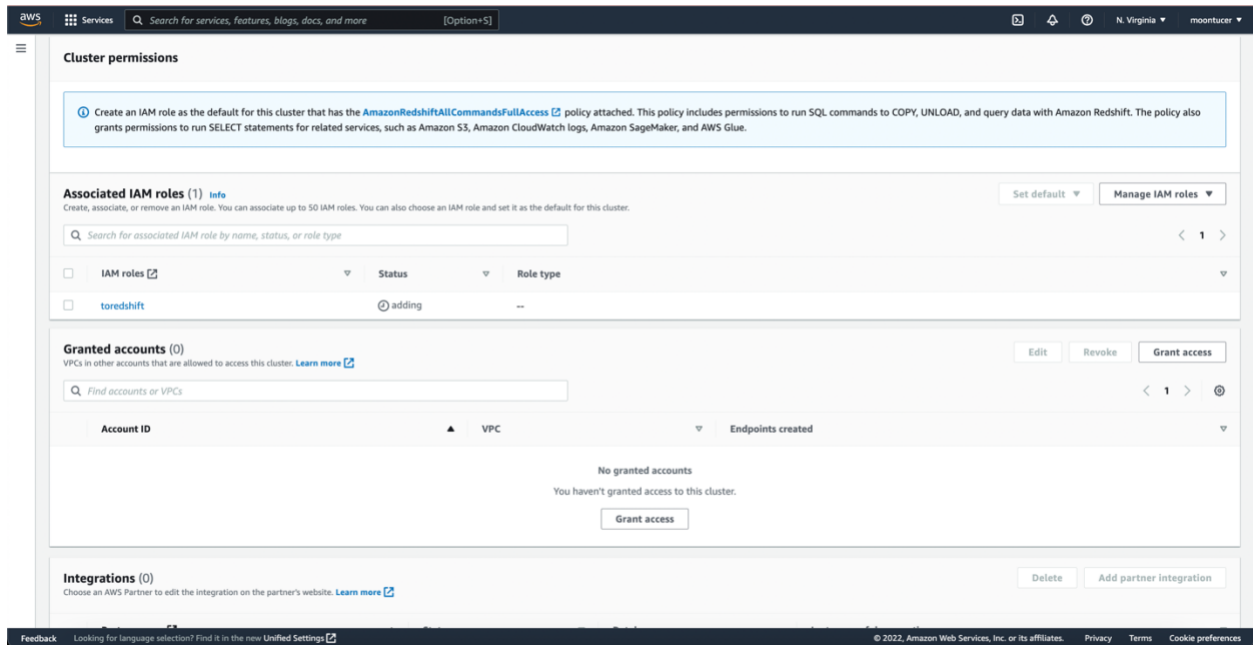 aws
Services
Search for services, features, blogs, docs, and more
[Option+S]
N. Virginia ▼
moontucer ▼
Cluster permissions
Create an IAM role as the default for this cluster that has the AmazonRedshiftAllCommandsFullAccess policy attached. This policy includes permissions to run SQL commands to COPY, UNLOAD, and query data with Amazon Redshift. The policy also
grants permissions to run SELECT statements for related services, such as Amazon S3, Amazon CloudWatch logs, Amazon SageMaker, and AWS Glue.
Associated IAM roles (1) Info
Set default ▼
Manage IAM roles ▼
Create, associate, or remove an IAM role. You can associate up to 50 IAM roles. You can also choose an IAM role and set it as the default for this cluster.
Search for associated IAM role by name, status, or role type
< 1 >
IAM roles
Status
Role type
toredshift
adding
--
Granted accounts (0)
VPCs in other accounts that are allowed to access this cluster. Learn more
Edit
Revoke
Grant access
Find accounts or VPCs
< 1 >
Account ID
VPC
Endpoints created
No granted accounts
You haven't granted access to this cluster.
Grant access
Integrations (0)
Choose an AWS Partner to edit the integration on the partner's website. Learn more
Delete
Add partner integration
Feedback
Looking for language selection? Find it in the new Unified Settings
© 2022, Amazon Web Services, Inc. or its affiliates.
Privacy
Terms
Cookie preferences